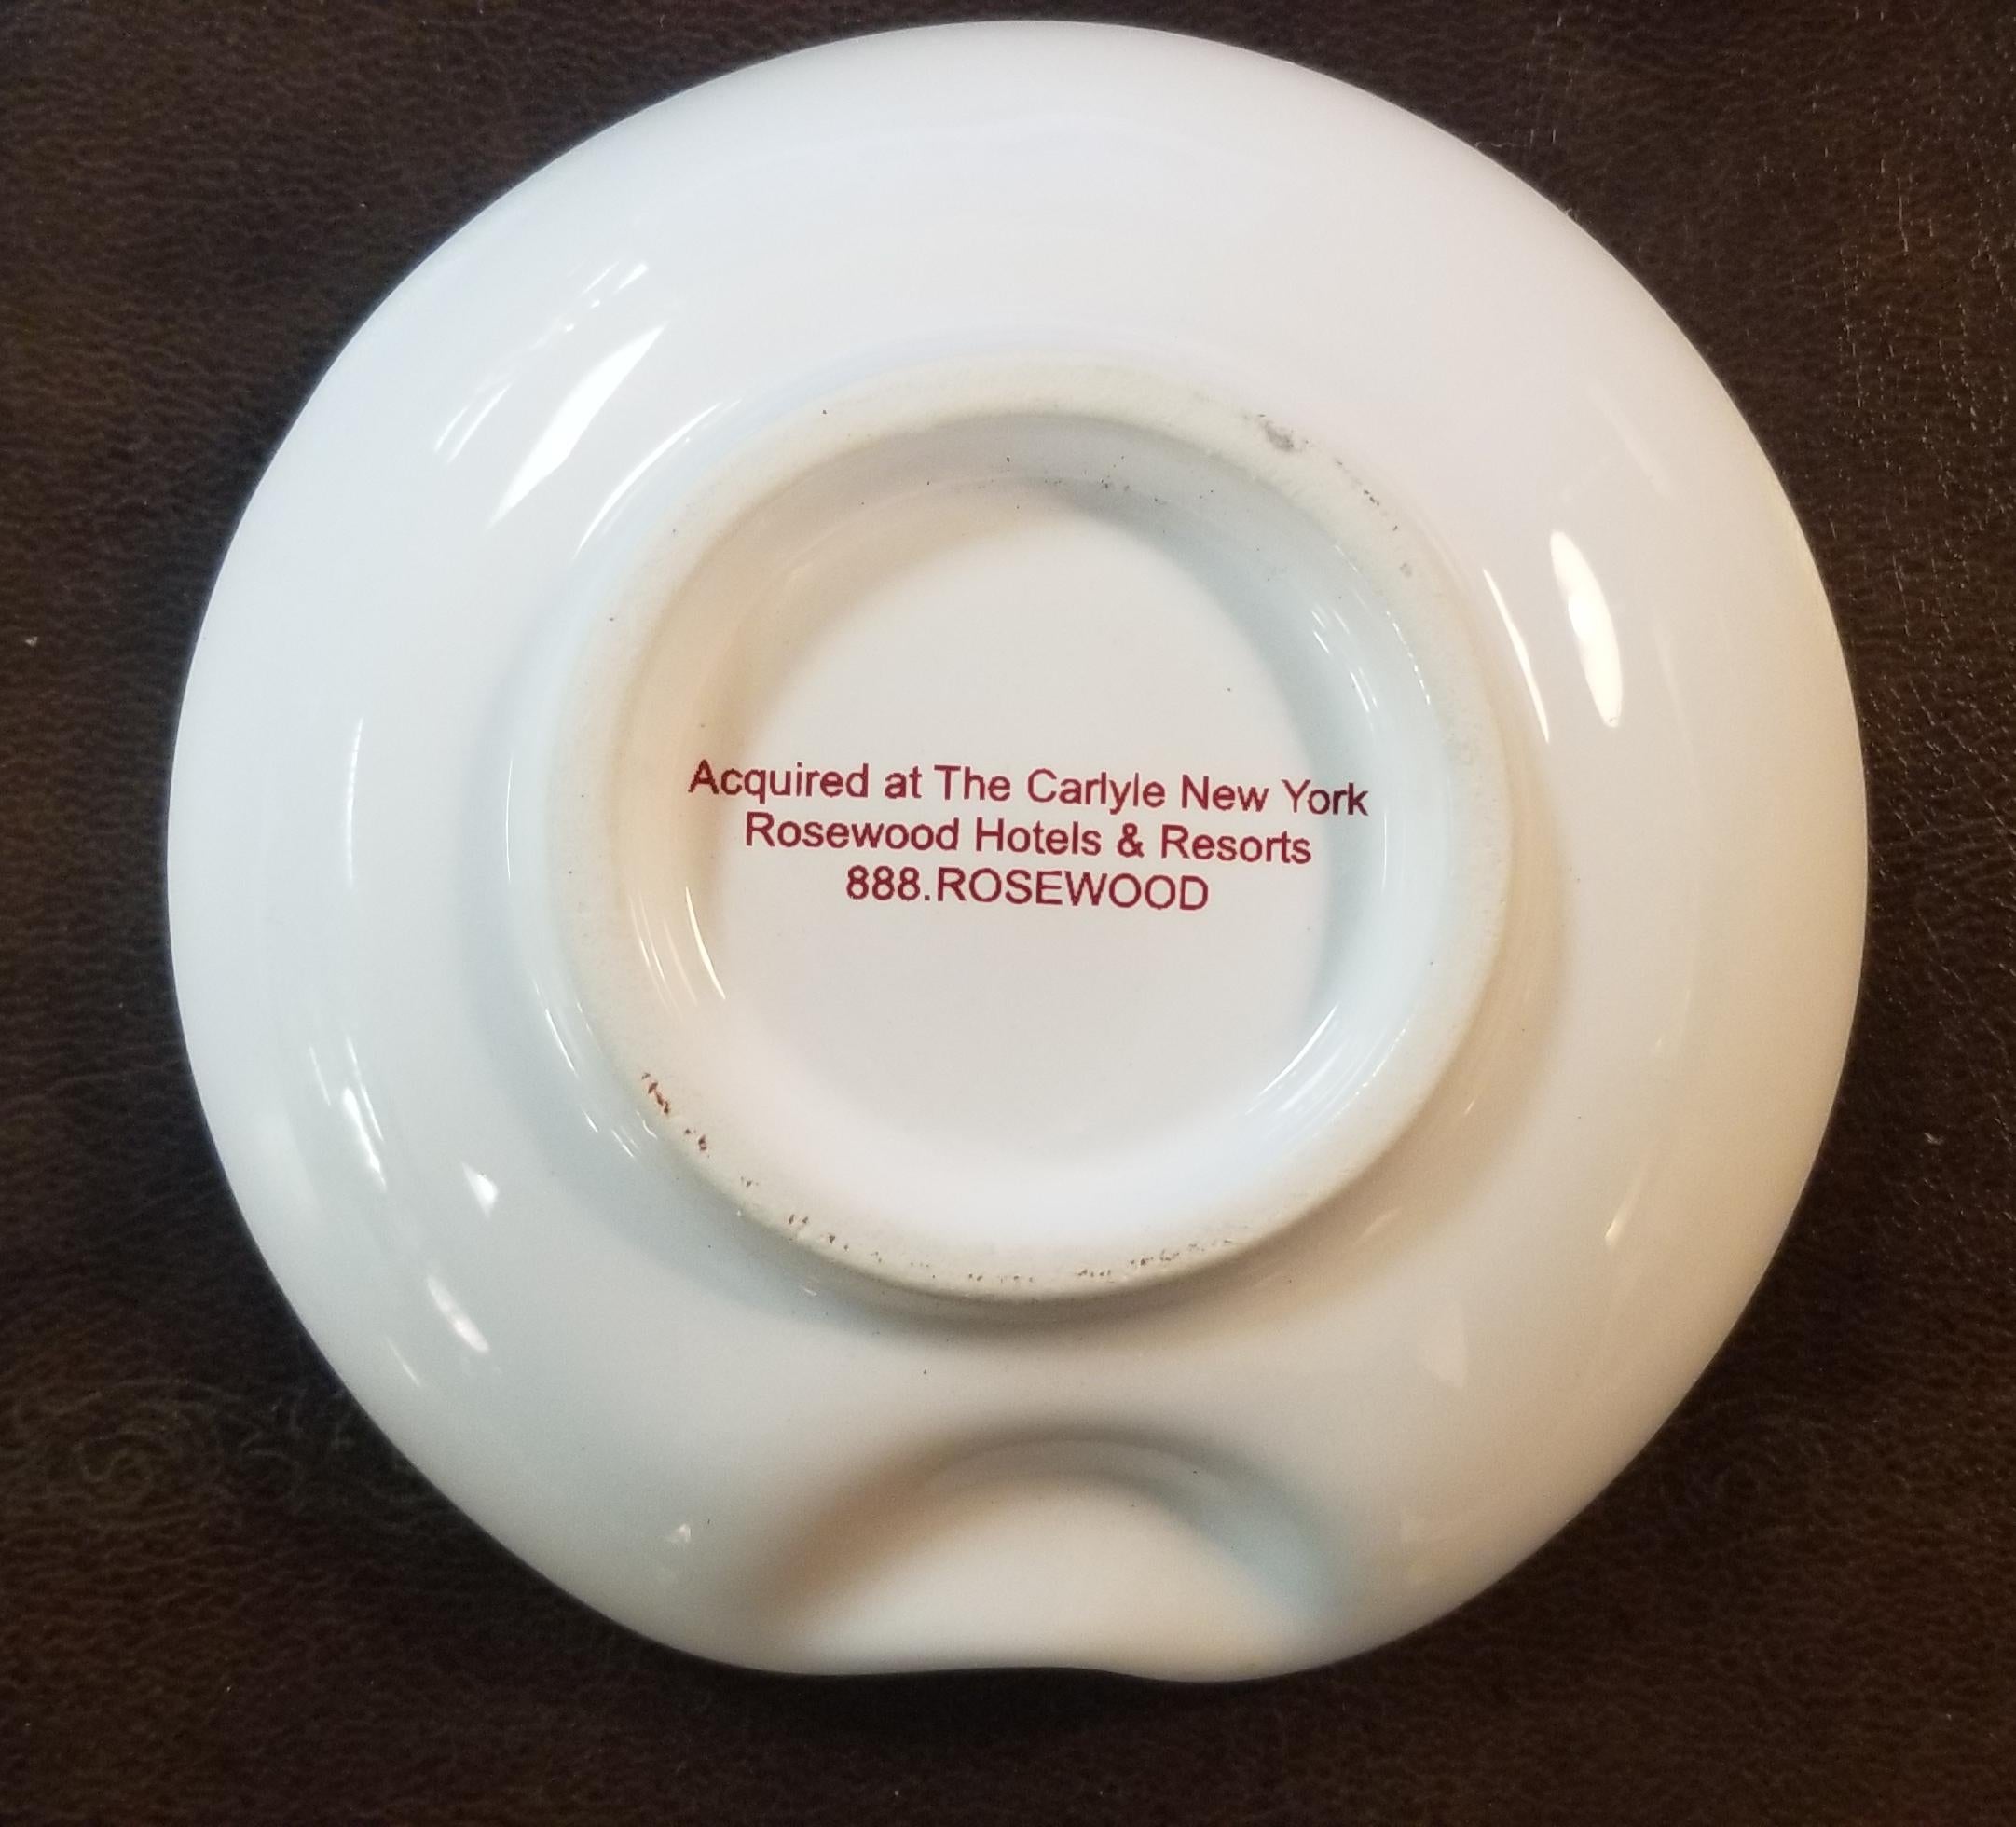 Acquired at The Carlyle New York
Rosewood Hotels & Resorts
888.ROSEWOOD